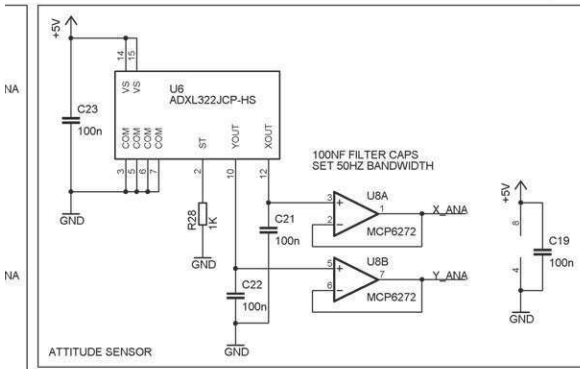 +5V
14
15
VS
VS
U6
ADXL322JCP-HS
C23
100n
COM
COM
COM
COM
ST
YOUT
XOUT
3
5
6
7
2
10
12
GND
R28
1K
GND
C21
100n
C22
100n
GND
100NF FILTER CAPS
SET 50HZ BANDWIDTH
U8A
3
+
2
-
1
X_ANA
MCP6272
U8B
5
+
6
-
7
Y_ANA
MCP6272
+5V
8
4
C19
100n
GND
NA
NA
ATTITUDE SENSOR